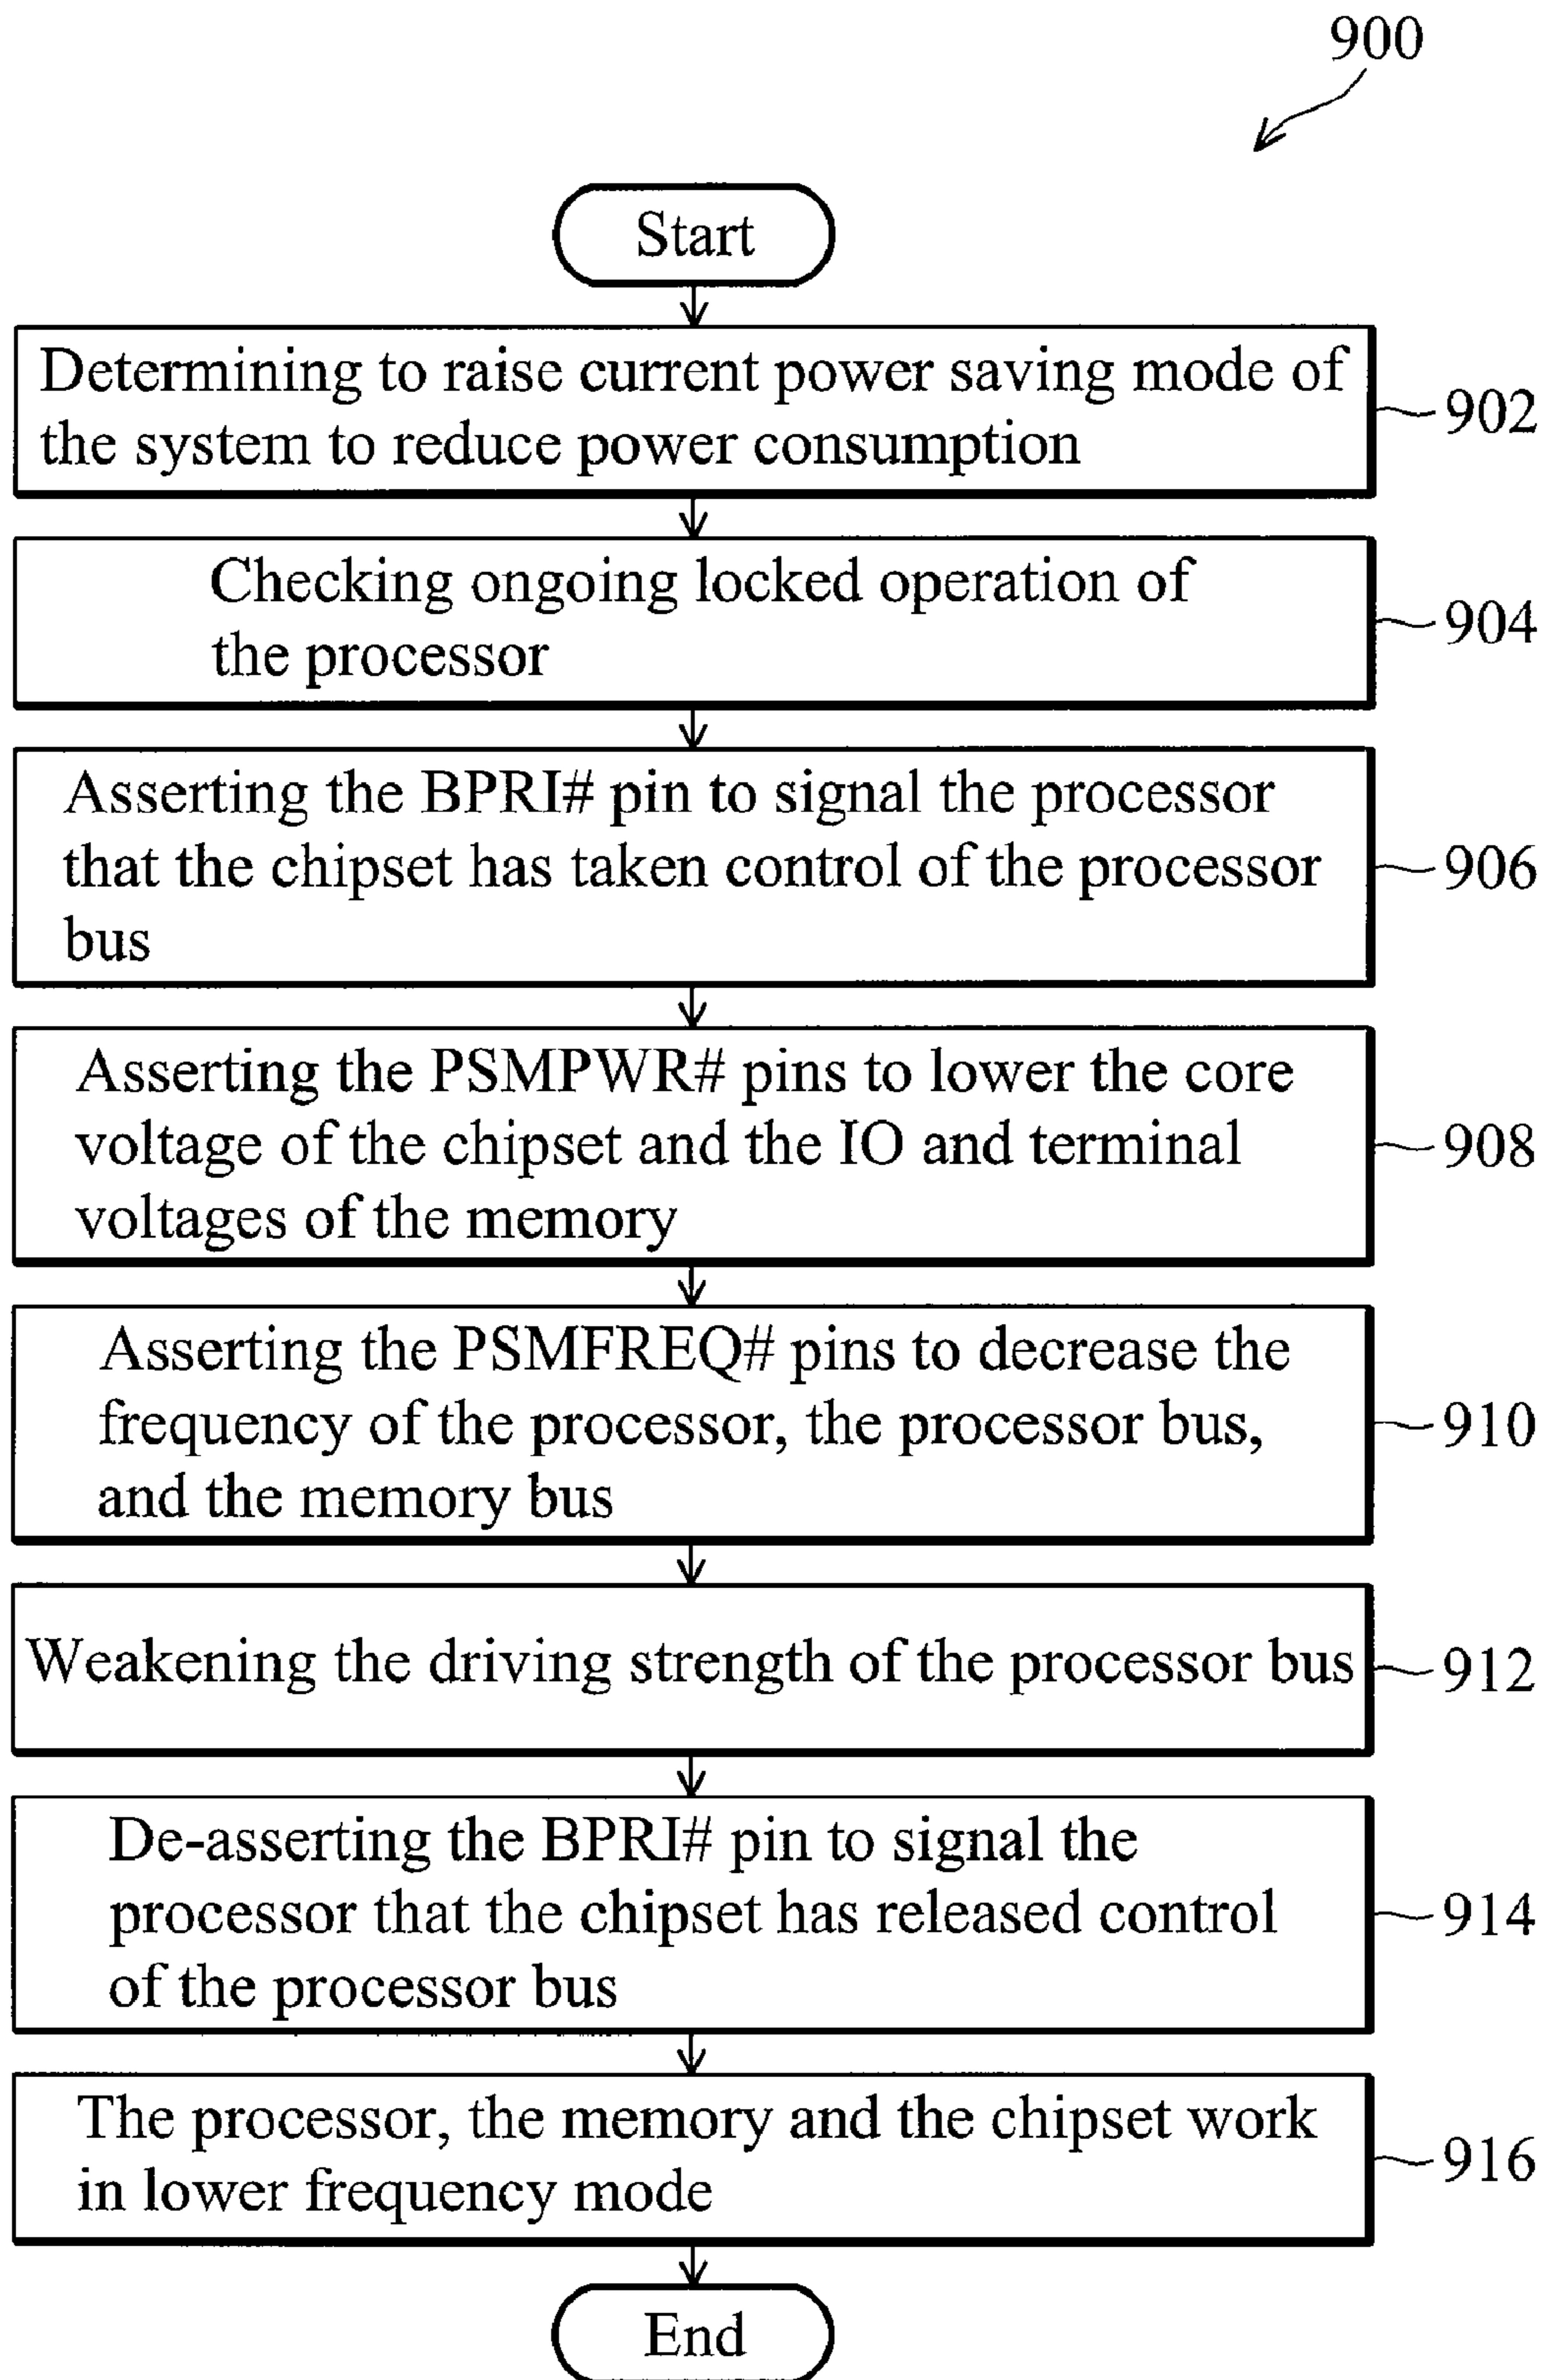 900
Start
Determining to raise current power saving mode of
the system to reduce power consumption
902
Checking ongoing locked operation of
the processor
904
Asserting the BPRI# pin to signal the processor
that the chipset has taken control of the processor
bus
906
Asserting the PSMPWR# pins to lower the core
voltage of the chipset and the IO and terminal
voltages of the memory
908
Asserting the PSMFREQ# pins to decrease the
frequency of the processor, the processor bus,
and the memory bus
910
Weakening the driving strength of the processor bus
912
De-asserting the BPRI# pin to signal the
processor that the chipset has released control
of the processor bus
914
The processor, the memory and the chipset work
in lower frequency mode
916
End